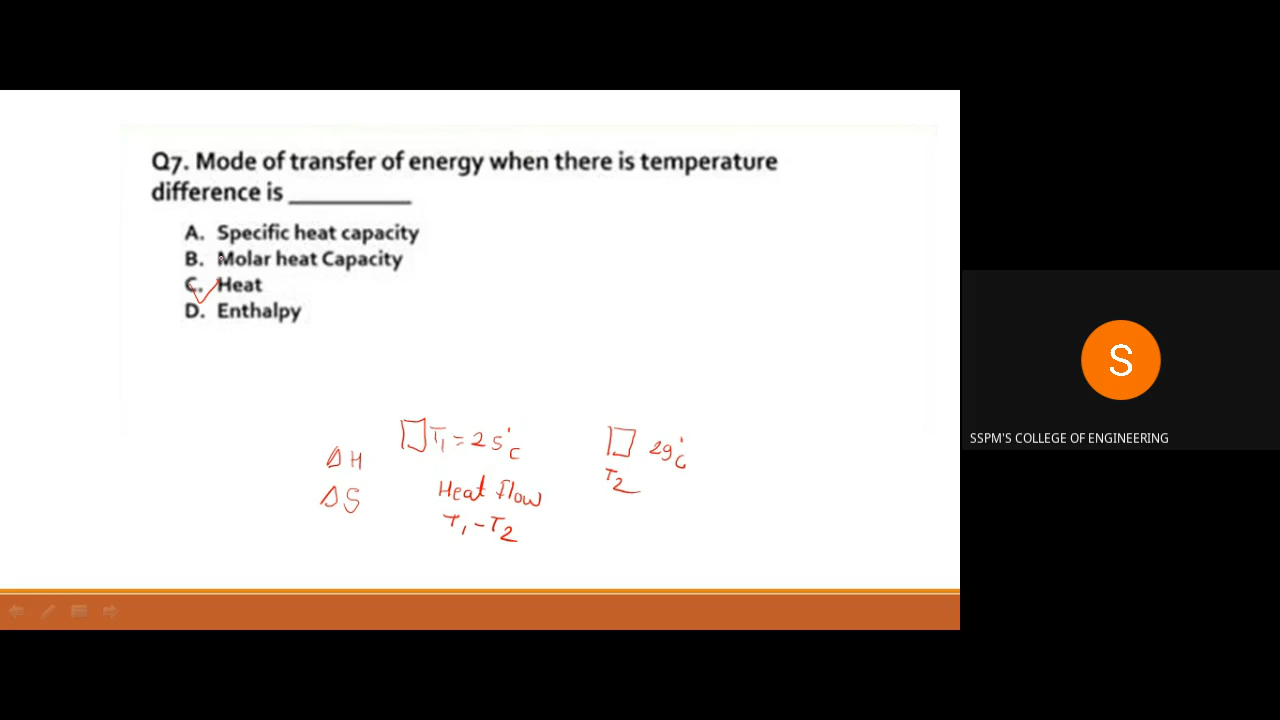 Q7. Mode of transfer of energy when there is temperature
difference is __________
A. Specific heat capacity
B. Molar heat Capacity
C. Heat
D. Enthalpy
T₁ = 25°C
29°C
ΔH
T₂
ΔS
Heat flow
T₁ - T₂
S
SSPM'S COLLEGE OF ENGINEERING